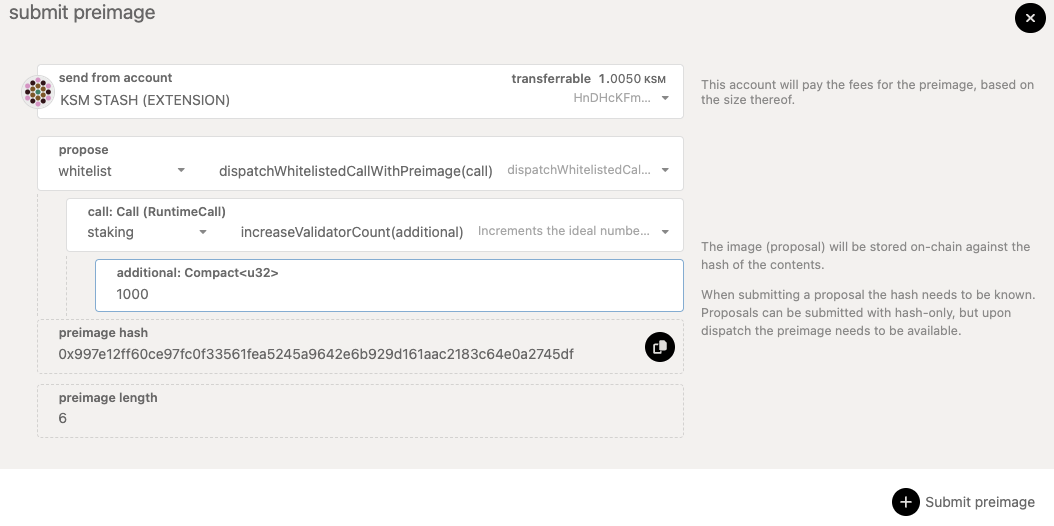 submit preimage
send from account
transferrable 1.0050 KSM
KSM STASH (EXTENSION)
HnDHcKFm...
This account will pay the fees for the preimage, based on
the size thereof.
propose
whitelist
dispatchWhitelistedCallWithPreimage(call)
dispatchWhitelistedCal...
call: Call (RuntimeCall)
staking
increaseValidatorCount(additional)
Increments the ideal numbe...
additional: Compact<u32>
1000
The image (proposal) will be stored on-chain against the
hash of the contents.
When submitting a proposal the hash needs to be known.
Proposals can be submitted with hash-only, but upon
dispatch the preimage needs to be available.
preimage hash
0x997e12ff60ce97fc0f33561fea5245a9642e6b929d161aac2183c64e0a2745df
preimage length
6
Submit preimage